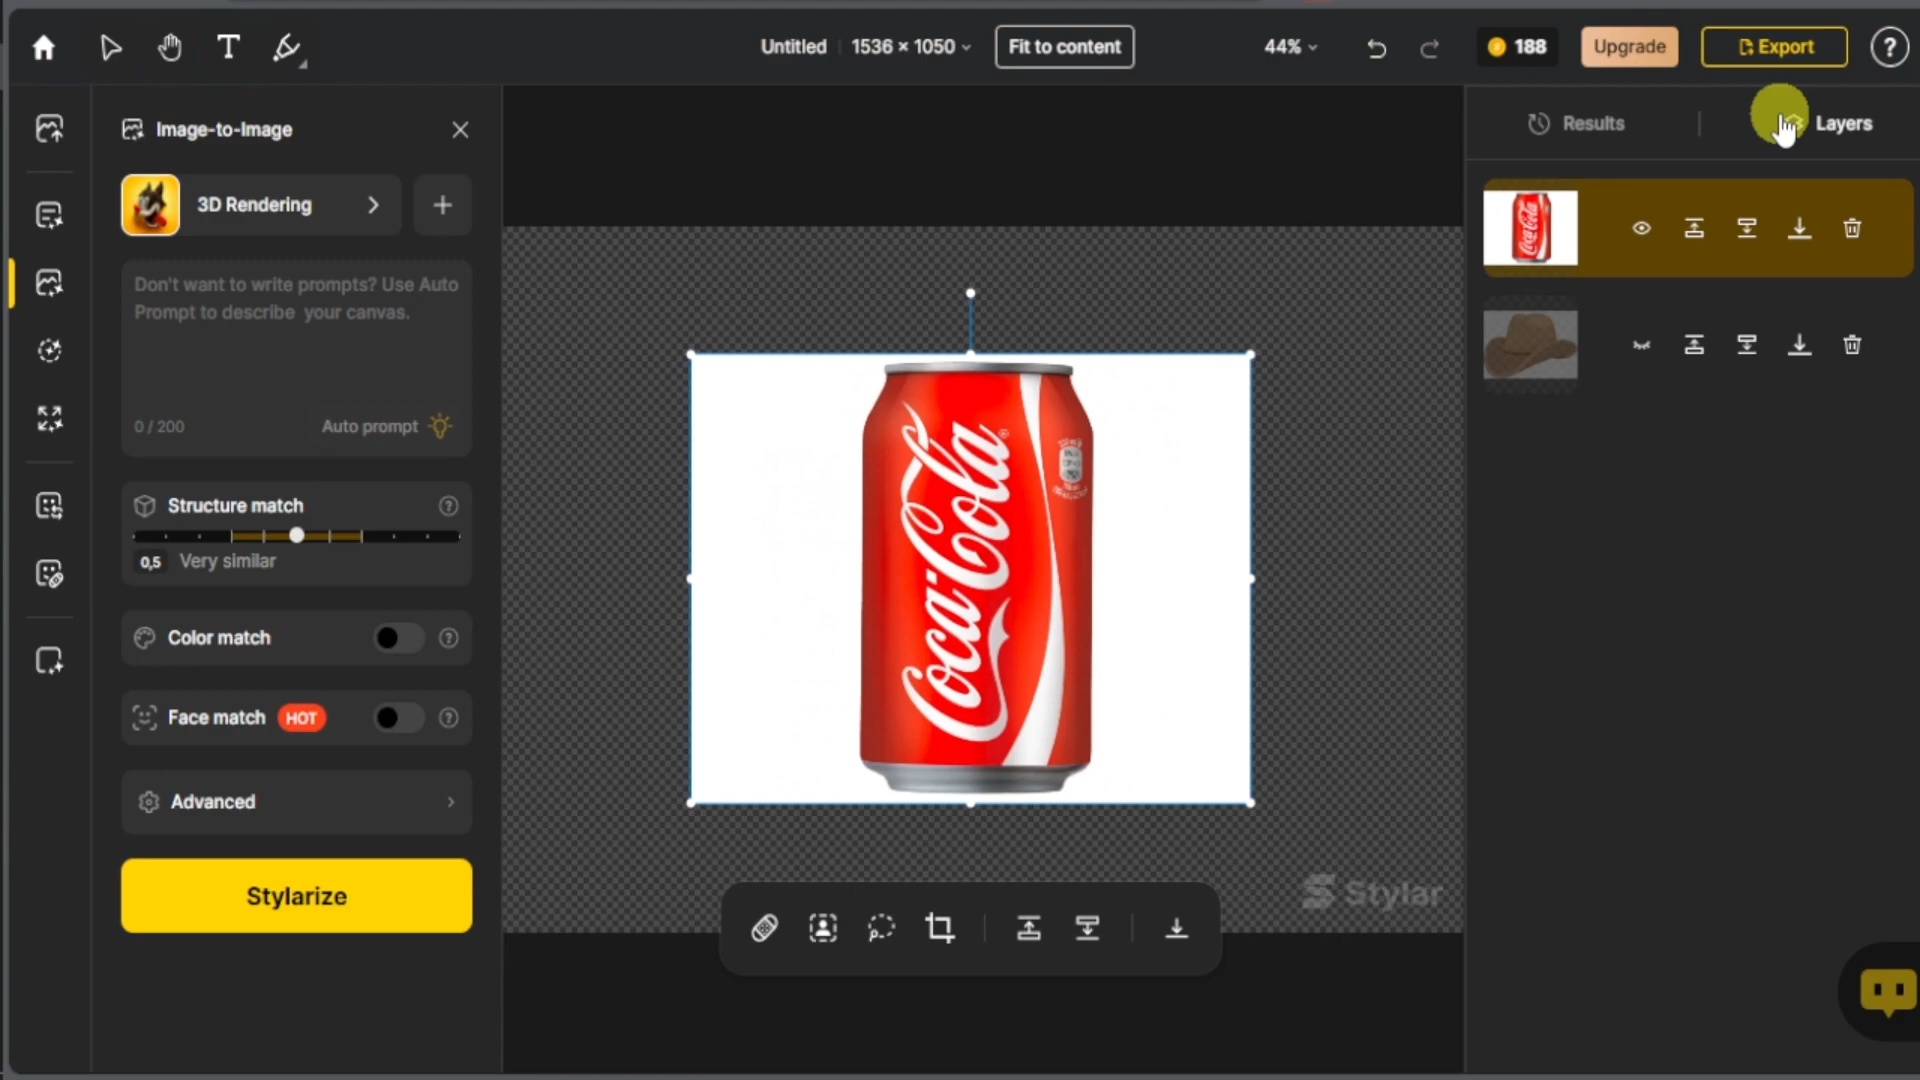 Untitled
1536 × 1050
Fit to content
44%
188
Upgrade
Export
?
Image-to-Image
3D Rendering
Don't want to write prompts? Use Auto
Prompt to describe your canvas.
0 / 200
Auto prompt
Structure match
?
0,5 Very similar
Color match
?
Face match HOT
?
Advanced
Stylarize
Coca-Cola
Stylar
Results
Layers
Coca-Cola